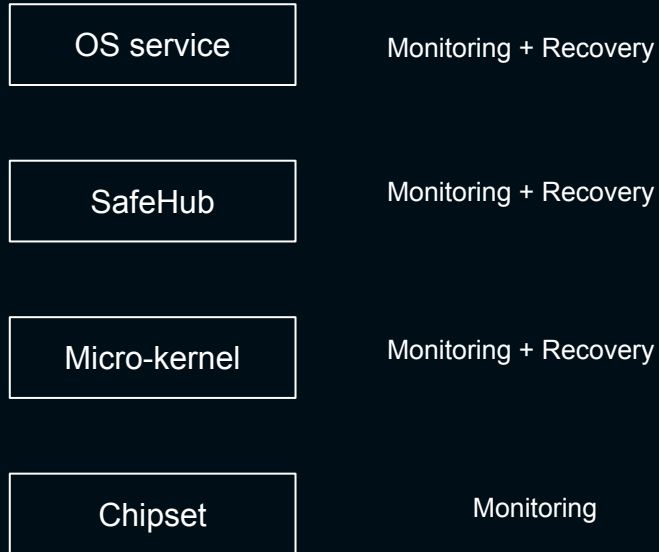 OS service
Monitoring + Recovery
SafeHub
Monitoring + Recovery
Micro-kernel
Monitoring + Recovery
Chipset
Monitoring